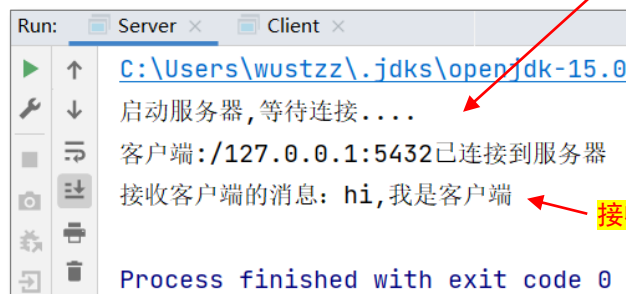 Run: Server × Client ×
C:\Users\wustzz\.jdks\openjdk-15.0
启动服务器,等待连接....
客户端:/127.0.0.1:5432已连接到服务器
接收客户端的消息: hi,我是客户端
接
Process finished with exit code 0